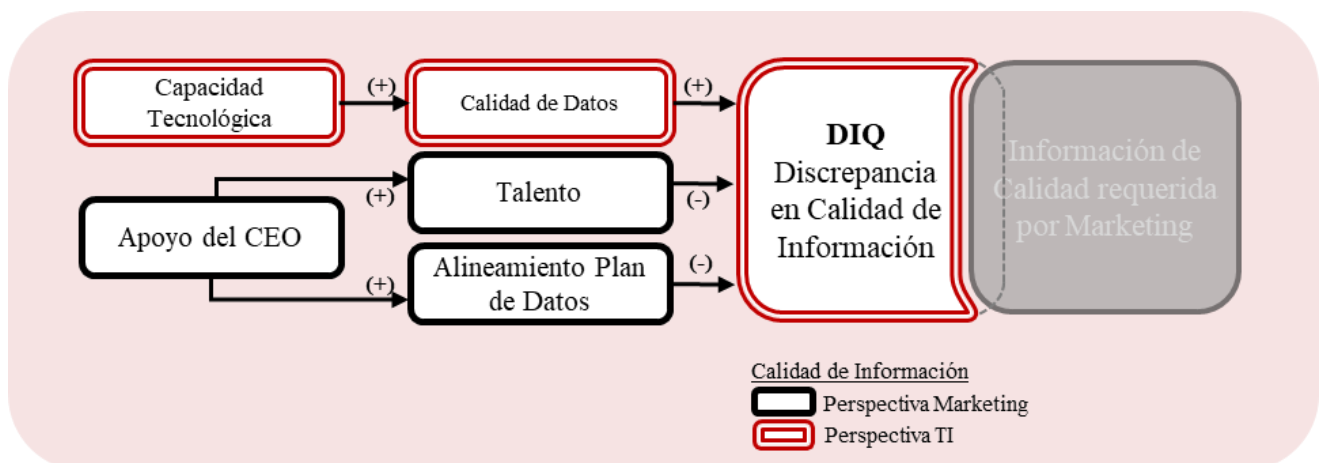 Capacidad
Tecnológica
(+)
Calidad de Datos
(+)
DIQ
Discrepancia
en Calidad de
Información
Información de
Calidad requerida
por Marketing
Apoyo del CEO
(+)
Talento
(-)
(+)
Alineamiento Plan
de Datos
(-)
Calidad de Información
Perspectiva Marketing
Perspectiva TI